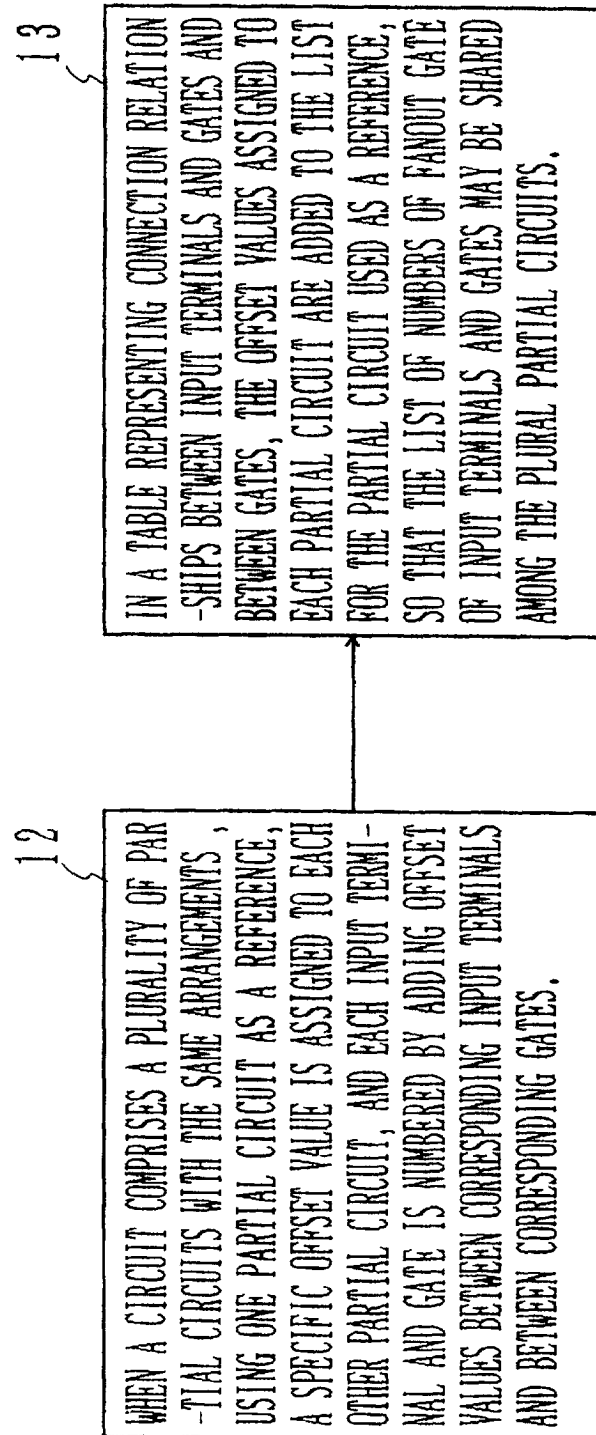 12
WHEN A CIRCUIT COMPRISES A PLURALITY OF PAR
-TIAL CIRCUITS WITH THE SAME ARRANGEMENTS ,
USING ONE PARTIAL CIRCUIT AS A REFERENCE,
A SPECIFIC OFFSET VALUE IS ASSIGNED TO EACH
OTHER PARTIAL CIRCUIT, AND EACH INPUT TERMI-
NAL AND GATE IS NUMBERED BY ADDING OFFSET
VALUES BETWEEN CORRESPONDING INPUT TERMINALS
AND BETWEEN CORRESPONDING GATES.
13
IN A TABLE REPRESENTING CONNECTION RELATION
-SHIPS BETWEEN INPUT TERMINALS AND GATES AND
BETWEEN GATES, THE OFFSET VALUES ASSIGNED TO
EACH PARTIAL CIRCUIT ARE ADDED TO THE LIST
FOR THE PARTIAL CIRCUIT USED AS A REFERENCE,
SO THAT THE LIST OF NUMBERS OF FANOUT GATE
OF INPUT TERMINALS AND GATES MAY BE SHARED
AMONG THE PLURAL PARTIAL CIRCUITS.